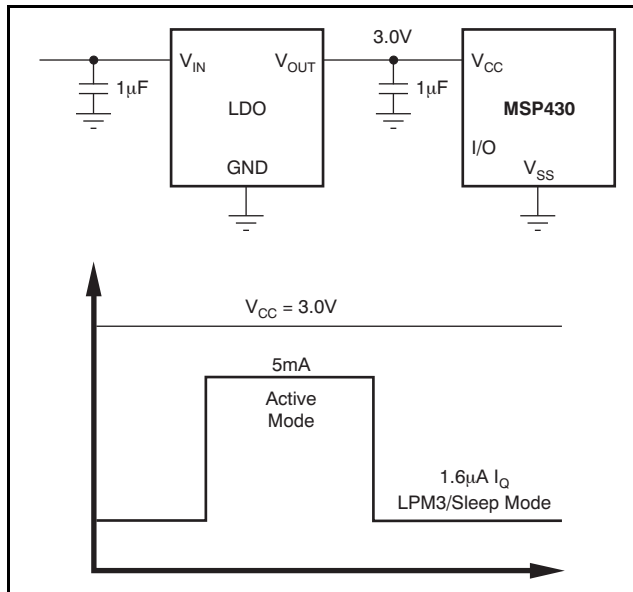 3.0V
V_IN
V_OUT
1μF
LDO
GND
1μF
V_CC
MSP430
I/O
V_SS
V_CC = 3.0V
5mA
Active
Mode
1.6μA I_Q
LPM3/Sleep Mode